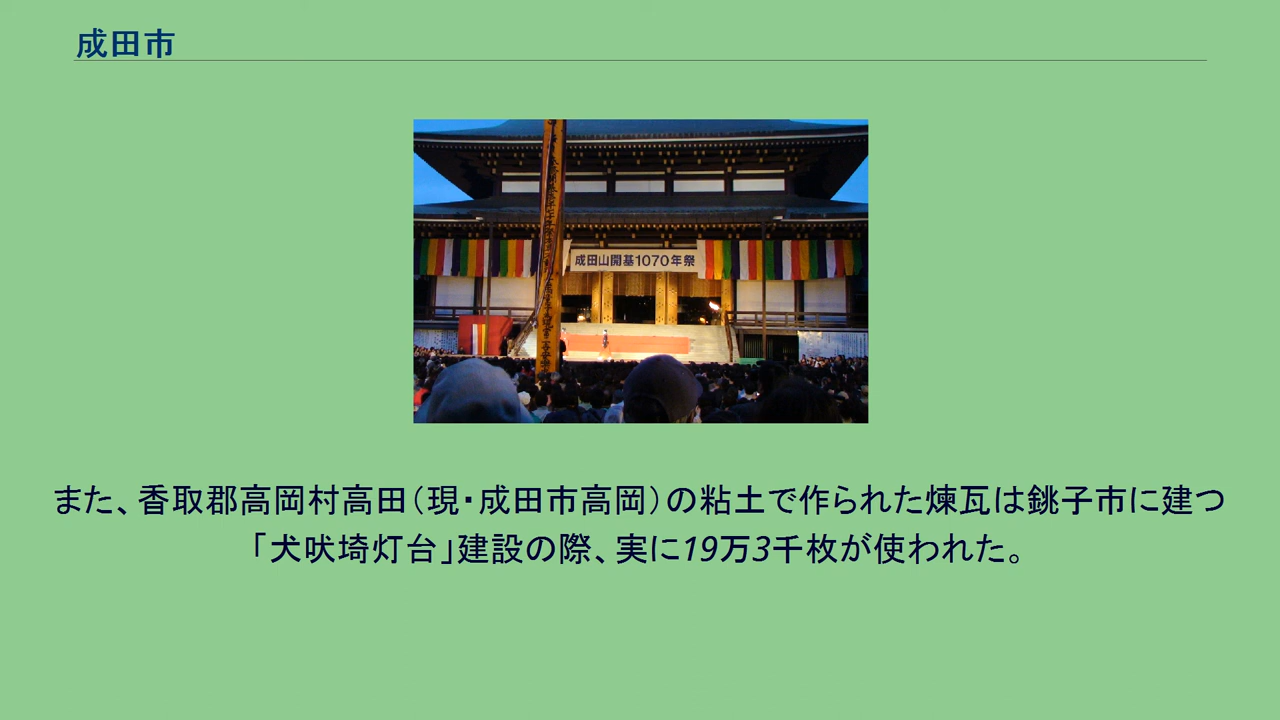 成田市
成田山開基1070年祭
また、香取郡高岡村高田（現・成田市高岡）の粘土で作られた煉瓦は銚子市に建つ
「犬吠埼灯台」建設の際、実に19万3千枚が使われた。